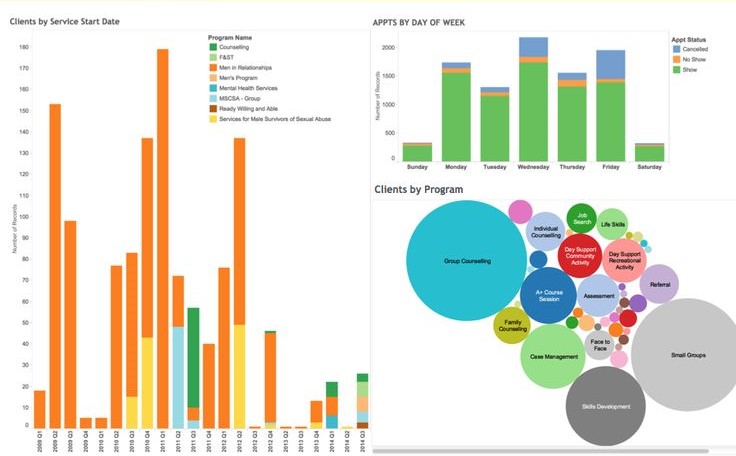 Clients by Service Start Date
Program Name
Counselling
F&ST
Men in Relationships
Men's Program
Mental Health Services
MSCSA - Group
Ready Willing and Able
Services for Male Survivors of Sexual Abuse
Number of Records
180
170
160
150
140
130
120
110
100
90
80
70
60
50
40
30
20
10
0
2009 Q1
2009 Q2
2009 Q3
2009 Q4
2010 Q1
2010 Q2
2010 Q3
2010 Q4
2011 Q1
2011 Q2
2011 Q3
2011 Q4
2012 Q1
2012 Q2
2012 Q3
2012 Q4
2013 Q1
2013 Q2
2013 Q3
2013 Q4
2014 Q1
2014 Q2
2014 Q3
APPTS BY DAY OF WEEK
Appt Status
Cancelled
No Show
Show
Number of Records
2000
1500
1000
500
0
Sunday
Monday
Tuesday
Wednesday
Thursday
Friday
Saturday
Clients by Program
Group Counselling
Individual
Counselling
Job
Search
Life Skills
Day Support
Community
Activity
Day Support
Recreational
Activity
A+ Course
Session
Assessment
Referral
Family
Counseling
Face to
Face
Case Management
Small Groups
Skills Development